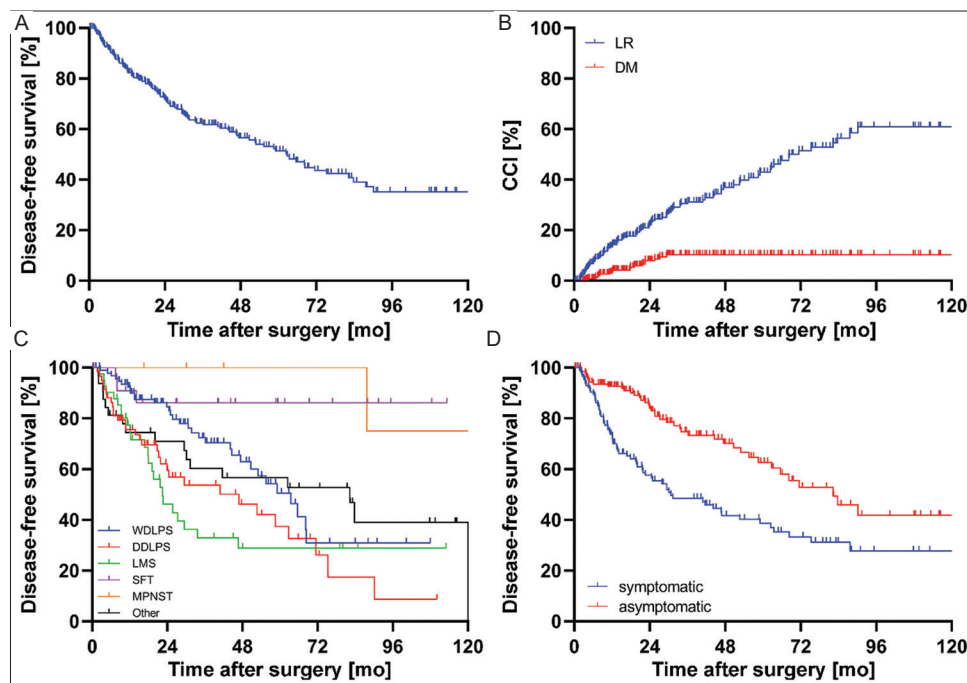 A
Disease-free survival [%]
100
80
60
40
20
0
0 24 48 72 96 120
Time after surgery [mo]
B
CCI [%]
100
80
60
40
20
0
LR
DM
0 24 48 72 96 120
Time after surgery [mo]
C
Disease-free survival [%]
100
80
60
40
20
0
WDLPS
DDLPS
LMS
SFT
MPNST
Other
0 24 48 72 96 120
Time after surgery [mo]
D
Disease-free survival [%]
100
80
60
40
20
0
symptomatic
asymptomatic
0 24 48 72 96 120
Time after surgery [mo]